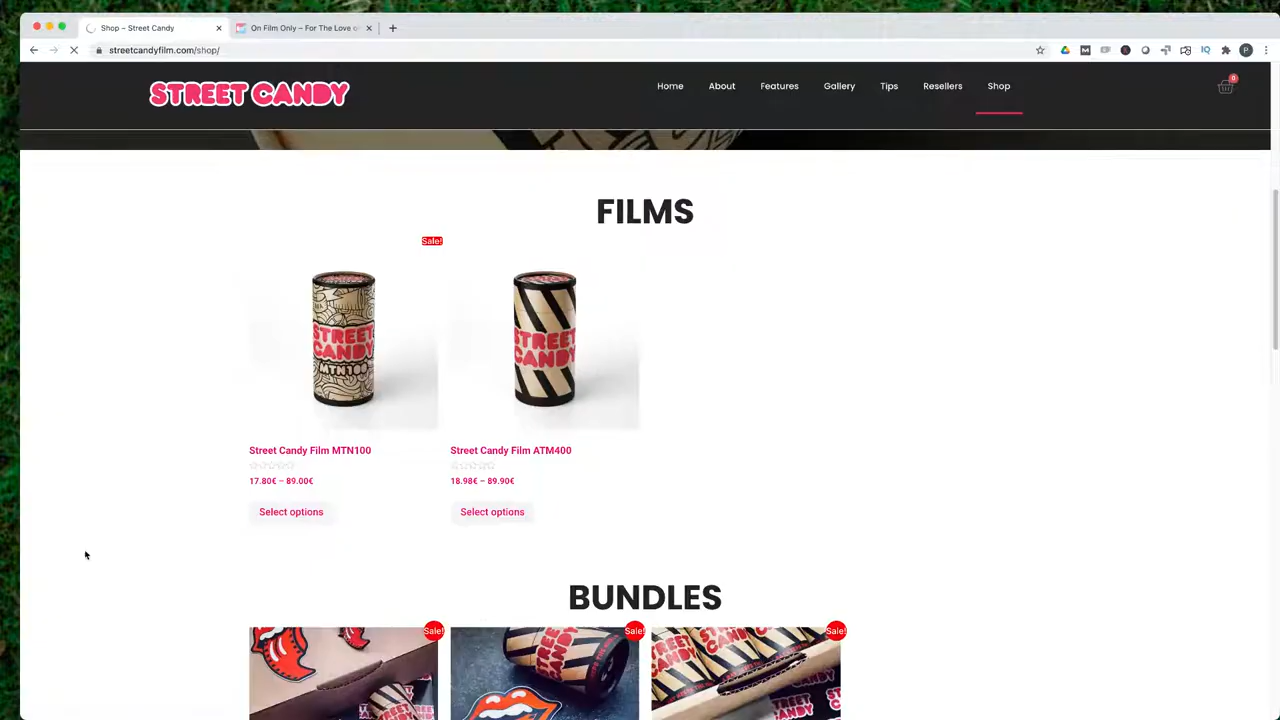 Shop – Street Candy
On Film Only – For The Love o
streetcandyfilm.com/shop/
STREET CANDY
Home
About
Features
Gallery
Tips
Resellers
Shop
0
FILMS
Sale!
STREET
CANDY
MTN100
STREET
CANDY
Street Candy Film MTN100
Street Candy Film ATM400
17.80€ – 89.00€
18.98€ – 89.90€
Select options
Select options
BUNDLES
Sale!
Sale!
Sale!